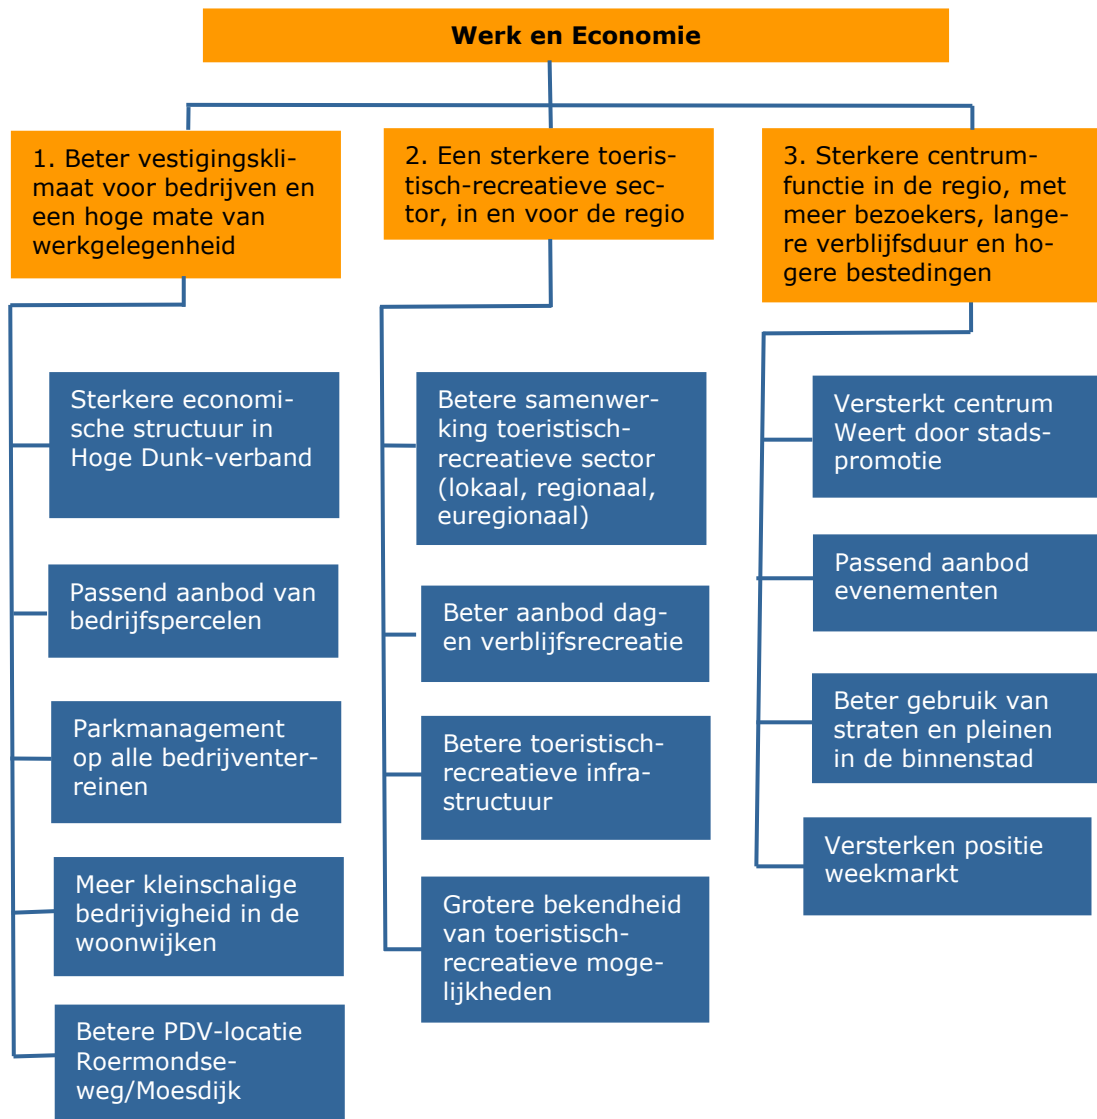 Werk en Economie
1. Beter vestigingskli-
maat voor bedrijven en
een hoge mate van
werkgelegenheid
Sterkere economi-
sche structuur in
Hoge Dunk-verband
Passend aanbod van
bedrijfspercelen
Parkmanagement
op alle bedrijventer-
reinen
Meer kleinschalige
bedrijvigheid in de
woonwijken
Betere PDV-locatie
Roermondse-
weg/Moesdijk
2. Een sterkere toeris-
tisch-recreatieve sec-
tor, in en voor de regio
Betere samenwer-
king toeristisch-
recreatieve sector
(lokaal, regionaal,
euregionaal)
Beter aanbod dag-
en verblijfsrecreatie
Betere toeristisch-
recreatieve infra-
structuur
Grotere bekendheid
van toeristisch-
recreatieve moge-
lijkheden
3. Sterkere centrum-
functie in de regio, met
meer bezoekers, lange-
re verblijfsduur en ho-
gere bestedingen
Versterkt centrum
Weert door stads-
promotie
Passend aanbod
evenementen
Beter gebruik van
straten en pleinen
in de binnenstad
Versterken positie
weekmarkt